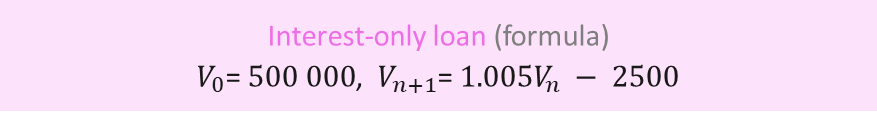 Interest-only loan (formula)
V₀= 500 000, Vₙ₊₁= 1.005Vₙ − 2500